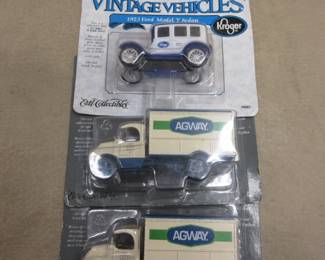 VINTAGE VEHICLES
1923 Ford Model T Sedan
Kroger
Ertl Collectibles
AGWAY
AGWAY